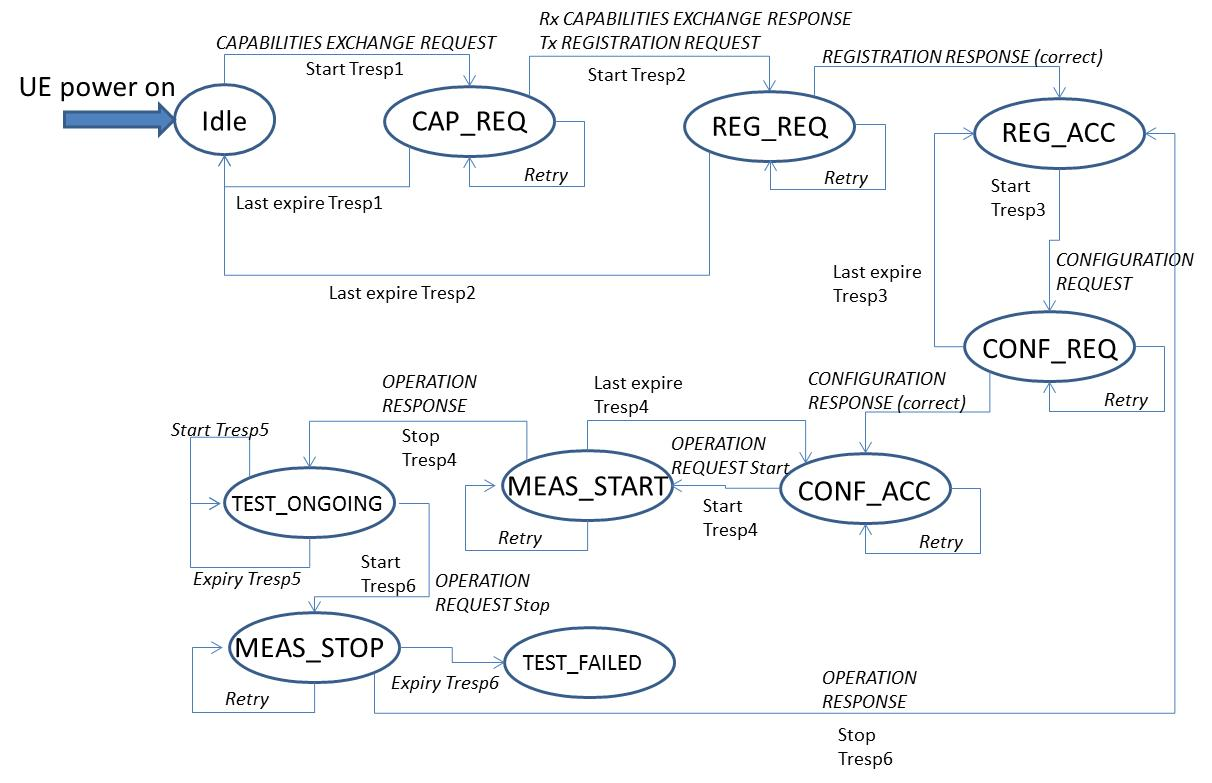 Rx CAPABILITIES EXCHANGE RESPONSE
CAPABILITIES EXCHANGE REQUEST
Tx REGISTRATION REQUEST
REGISTRATION RESPONSE (correct)
Start Tresp1
Start Tresp2
UE power on
Idle
CAP_REQ
REG_REQ
REG_ACC
Retry
Retry
Start
Tresp3
Last expire Tresp1
Last expire Tresp2
CONFIGURATION
REQUEST
Last expire
Tresp3
CONF_REQ
Retry
OPERATION
RESPONSE
Last expire
Tresp4
CONFIGURATION
RESPONSE (correct)
Start Tresp5
Stop
Tresp4
OPERATION
REQUEST Start
TEST_ONGOING
MEAS_START
CONF_ACC
Start
Tresp4
Retry
Retry
Expiry Tresp5
Start
Tresp6
OPERATION
REQUEST Stop
MEAS_STOP
TEST_FAILED
Expiry Tresp6
Retry
OPERATION
RESPONSE
Stop
Tresp6